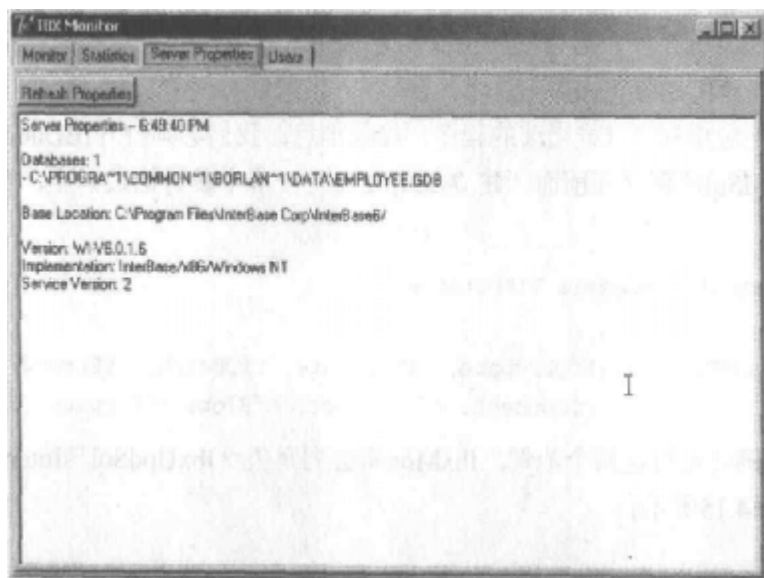 IBX Monitor
Monitor Statistics Server Properties Users
Refresh Properties
Server Properties - 6:49:40 PM
Databases: 1
- C:\PROGRA~1\COMMON~1\BORLAN~1\DATA\EMPLOYEE.GDB
Base Location: C:\Program Files\InterBase Corp\InterBase6/
Version: WI-V6.0.1.6
Implementation: InterBase/x86/Windows NT
Service Version: 2